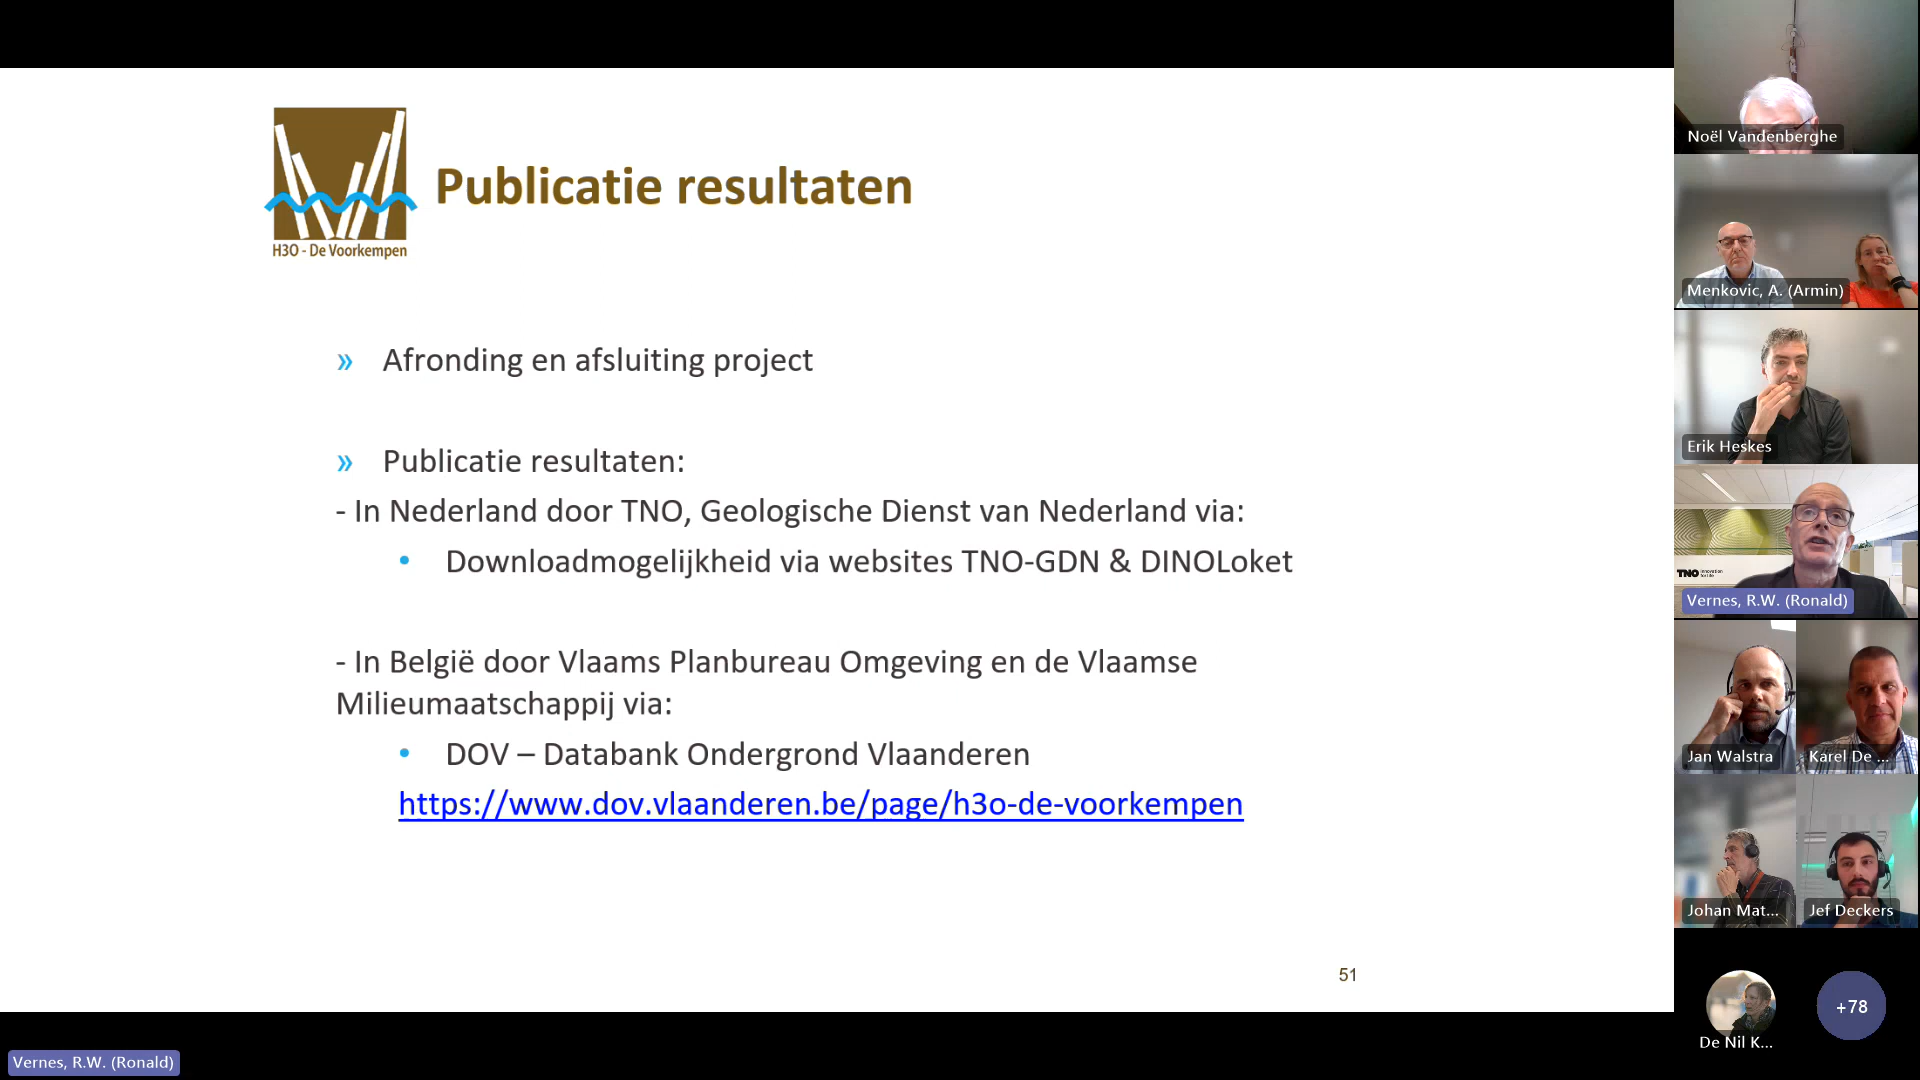 H3O - De Voorkempen
Publicatie resultaten
» Afronding en afsluiting project
» Publicatie resultaten:
- In Nederland door TNO, Geologische Dienst van Nederland via:
• Downloadmogelijkheid via websites TNO-GDN & DINOLoket
- In België door Vlaams Planbureau Omgeving en de Vlaamse
Milieumaatschappij via:
• DOV – Databank Ondergrond Vlaanderen
https://www.dov.vlaanderen.be/page/h3o-de-voorkempen
51
Vernes, R.W. (Ronald)
Noël Vandenberghe
Menkovic, A. (Armin)
Erik Heskes
TNO innovation
for life
Vernes, R.W. (Ronald)
Jan Walstra
Karel De ...
Johan Mat...
Jef Deckers
De Nil K...
+78